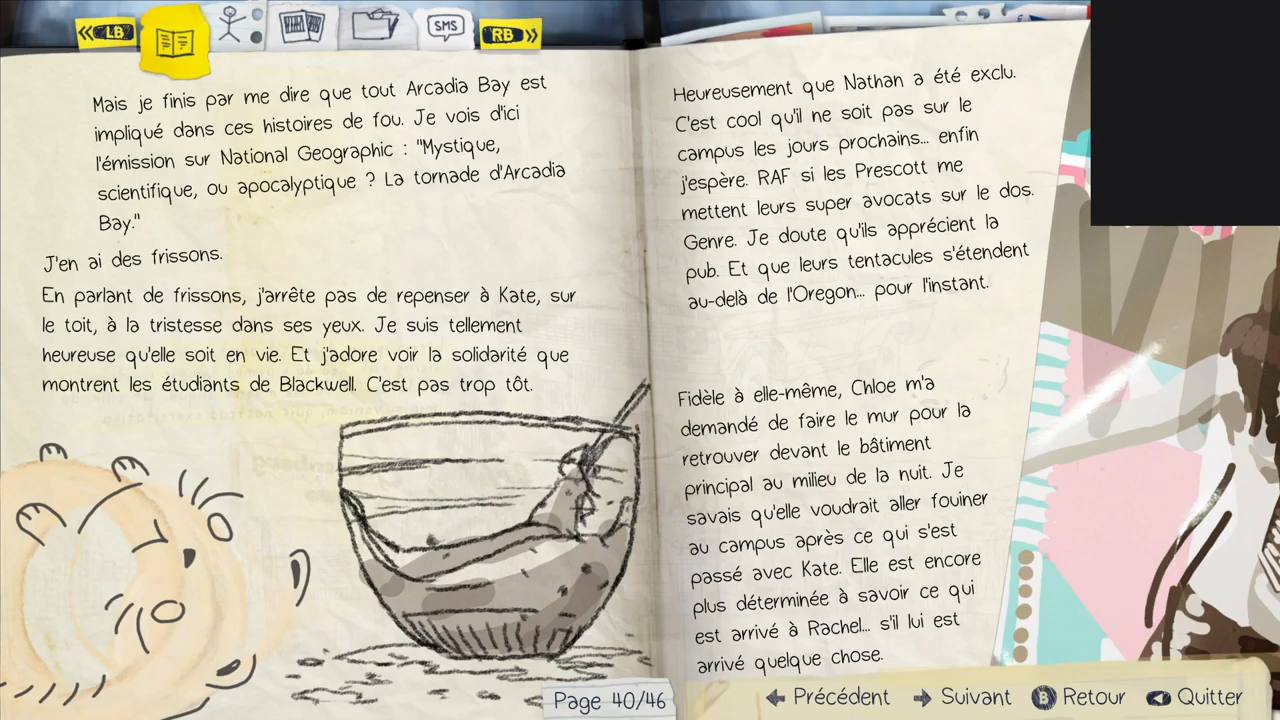 LB
SMS
RB
Mais je finis par me dire que tout Arcadia Bay est
impliqué dans ces histoires de fou. Je vois d'ici
l'émission sur National Geographic : "Mystique,
scientifique, ou apocalyptique ? La tornade d'Arcadia
Bay."
J'en ai des frissons.
En parlant de frissons, j'arrête pas de repenser à Kate, sur
le toit, à la tristesse dans ses yeux. Je suis tellement
heureuse qu'elle soit en vie. Et j'adore voir la solidarité que
montrent les étudiants de Blackwell. C'est pas trop tôt.
Heureusement que Nathan a été exclu.
C'est cool qu'il ne soit pas sur le
campus les jours prochains... enfin
j'espère. RAF si les Prescott me
mettent leurs super avocats sur le dos.
Genre. Je doute qu'ils apprécient la
pub. Et que leurs tentacules s'étendent
au-delà de l'Oregon... pour l'instant.
Fidèle à elle-même, Chloe m'a
demandé de faire le mur pour la
retrouver devant le bâtiment
principal au milieu de la nuit. Je
savais qu'elle voudrait aller fouiner
au campus après ce qui s'est
passé avec Kate. Elle est encore
plus déterminée à savoir ce qui
est arrivé à Rachel... s'il lui est
arrivé quelque chose.
Page 40/46
Précédent
Suivant
B Retour
Quitter